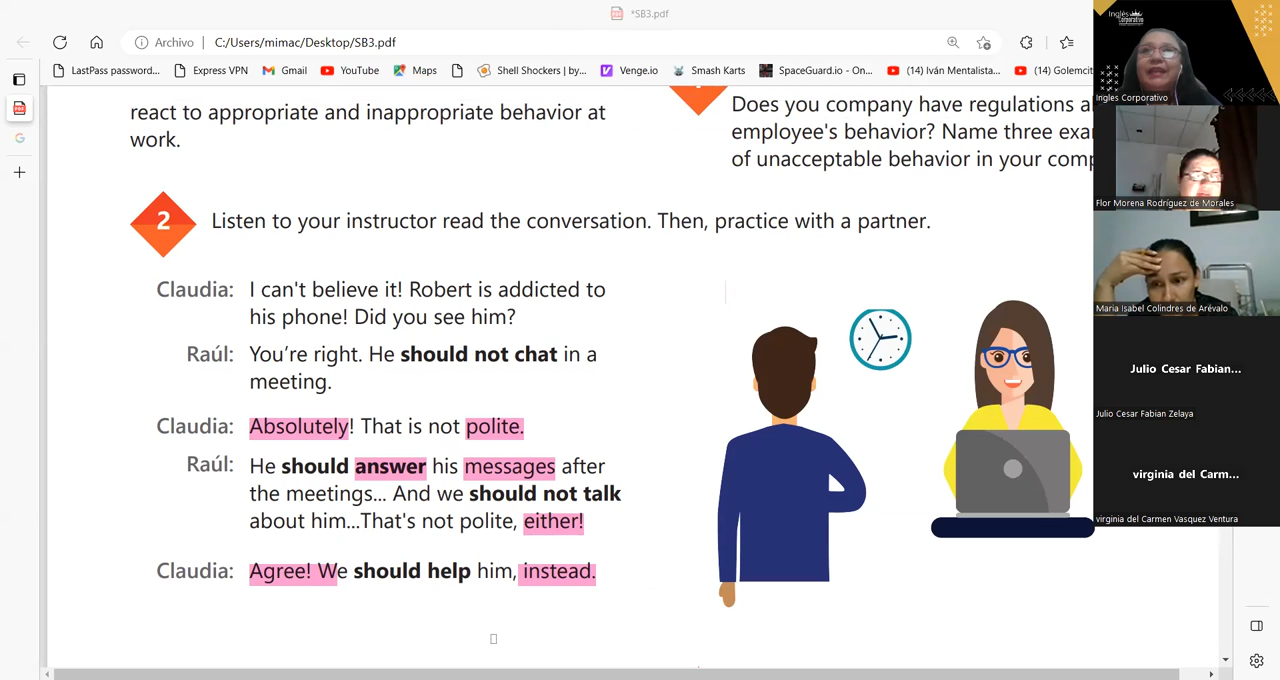 *SB3.pdf
Archivo | C:/Users/mimac/Desktop/SB3.pdf
LastPass password... Express VPN Gmail YouTube Maps Shell Shockers | by... Venge.io Smash Karts SpaceGuard.io - On... (14) Iván Mentalista... (14) Golemcit
react to appropriate and inappropriate behavior at
work.
Does you company have regulations a
employee's behavior? Name three exa
of unacceptable behavior in your comp
2 Listen to your instructor read the conversation. Then, practice with a partner.
Claudia: I can't believe it! Robert is addicted to
his phone! Did you see him?
Raúl: You're right. He should not chat in a
meeting.
Claudia: Absolutely! That is not polite.
Raúl: He should answer his messages after
the meetings... And we should not talk
about him...That's not polite, either!
Claudia: Agree! We should help him, instead.
Inglés
Corporativo
Ingles Corporativo
Flor Morena Rodríguez de Morales
Maria Isabel Colindres de Arévalo
Julio Cesar Fabian...
Julio Cesar Fabian Zelaya
virginia del Carm...
virginia del Carmen Vasquez Ventura